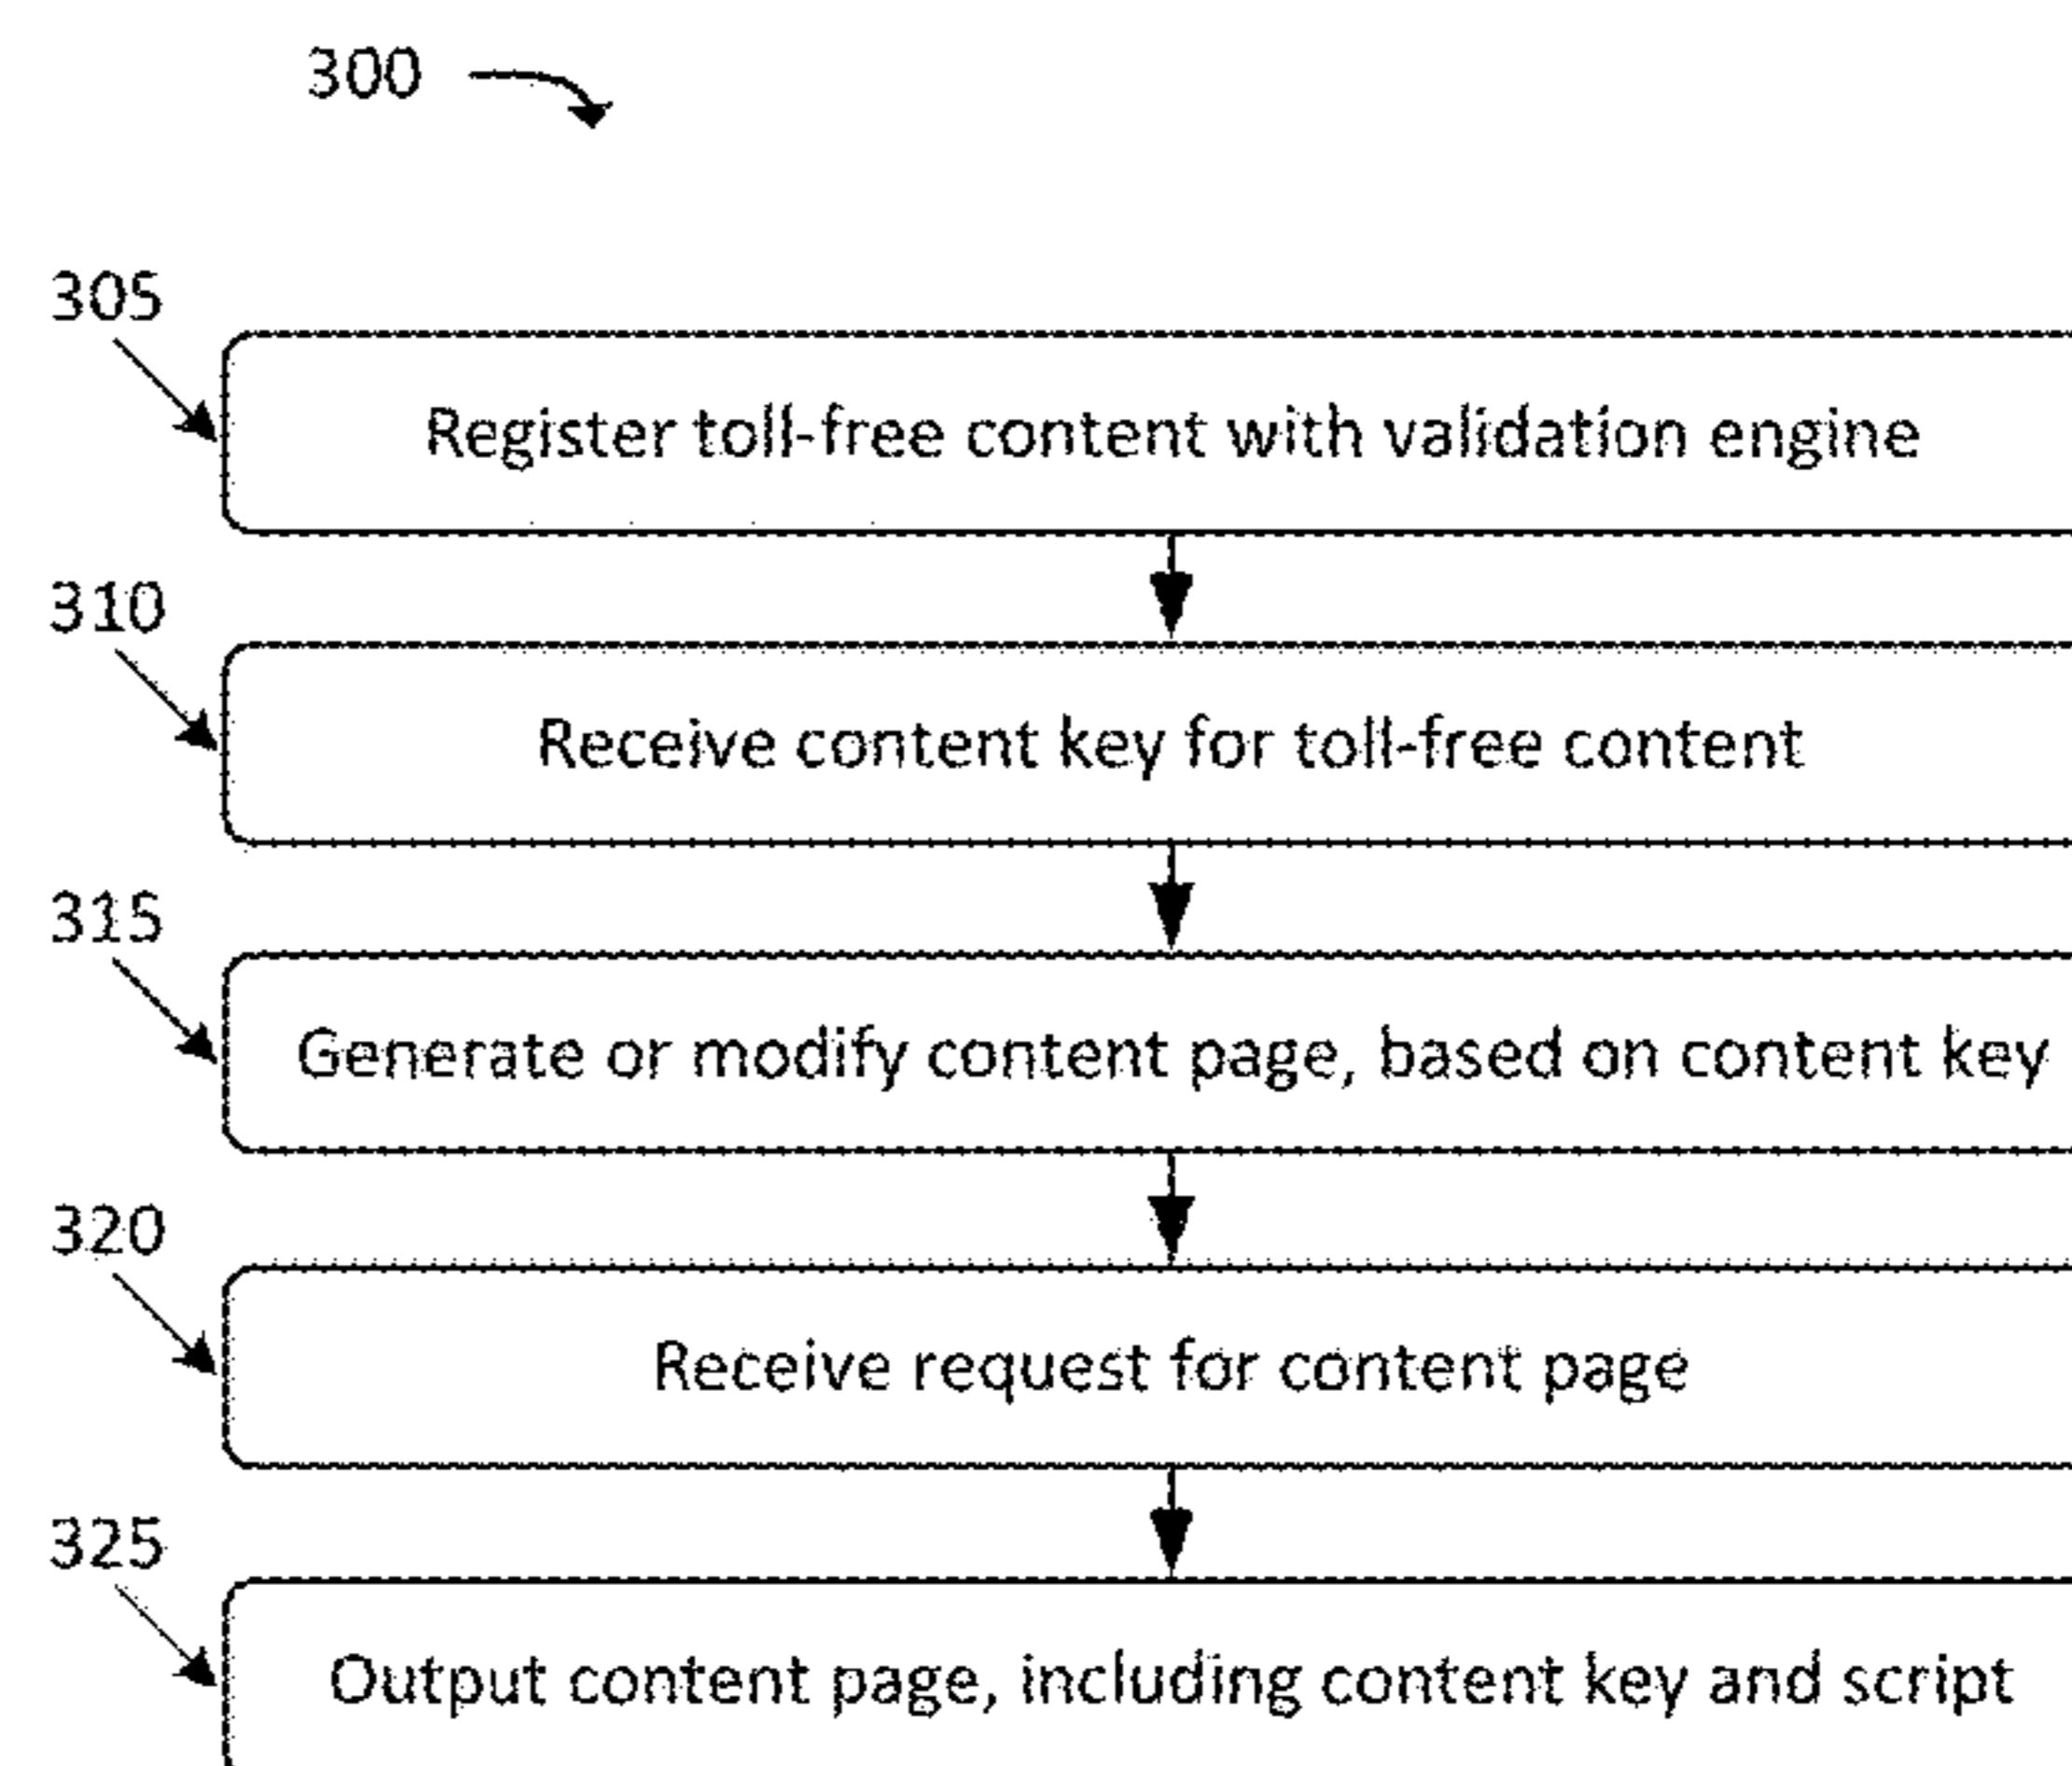 300
305
Register toll-free content with validation engine
310
Receive content key for toll-free content
315
Generate or modify content page, based on content key
320
Receive request for content page
325
Output content page, including content key and script